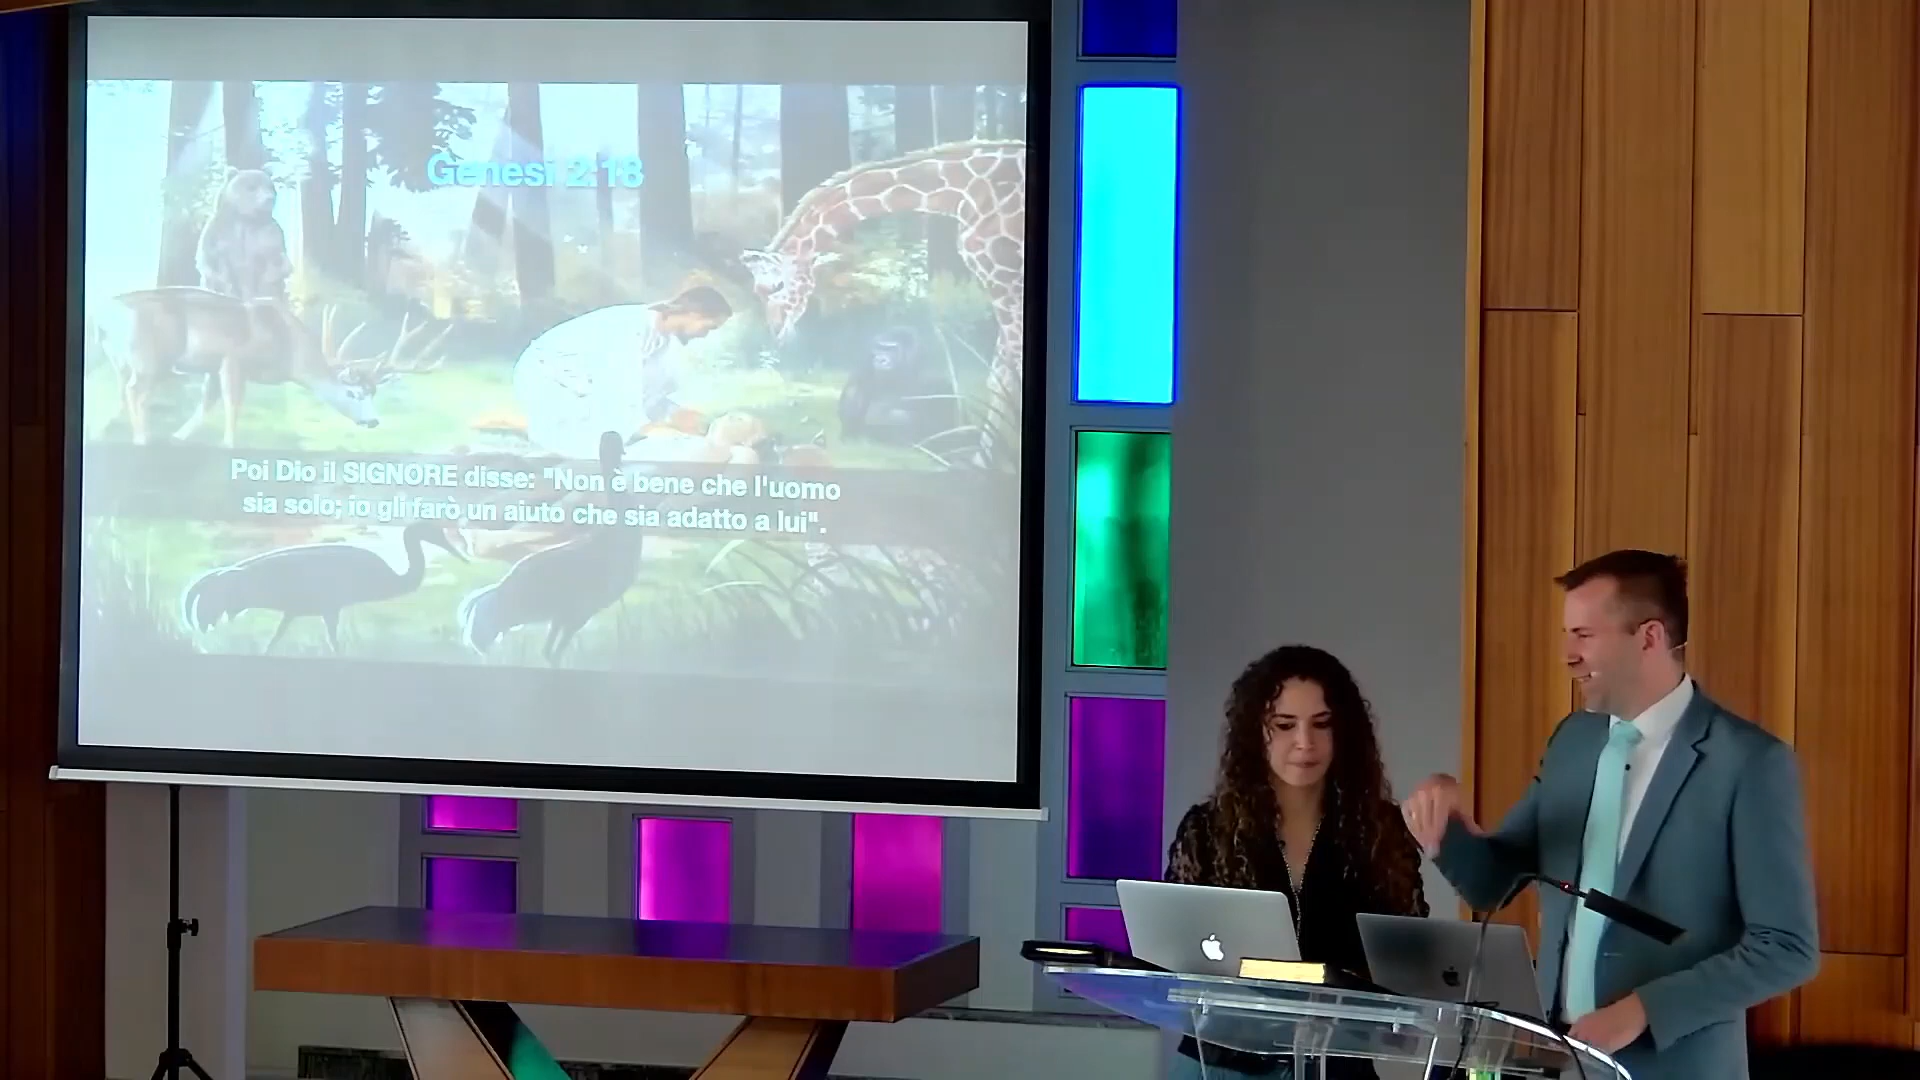 Genesi 2:18
Poi Dio il SIGNORE disse: "Non è bene che l'uomo
sia solo; io gli farò un aiuto che sia adatto a lui".